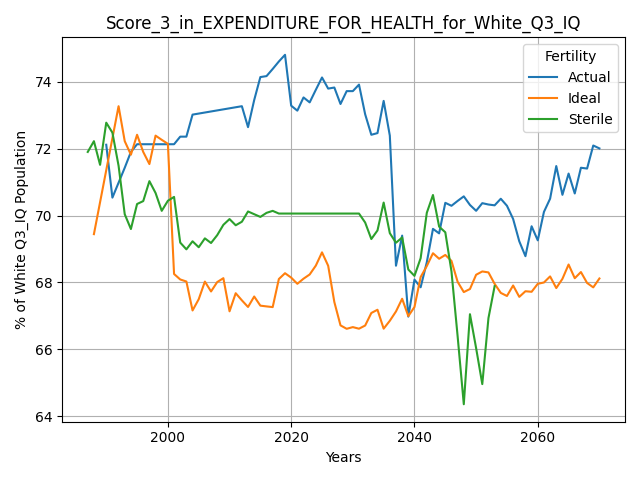 Score_3_in_EXPENDITURE_FOR_HEALTH_for_White_Q3_IQ
Fertility
Actual
Ideal
Sterile
% of White Q3_IQ Population
74
72
70
68
66
64
2000
2020
2040
2060
Years